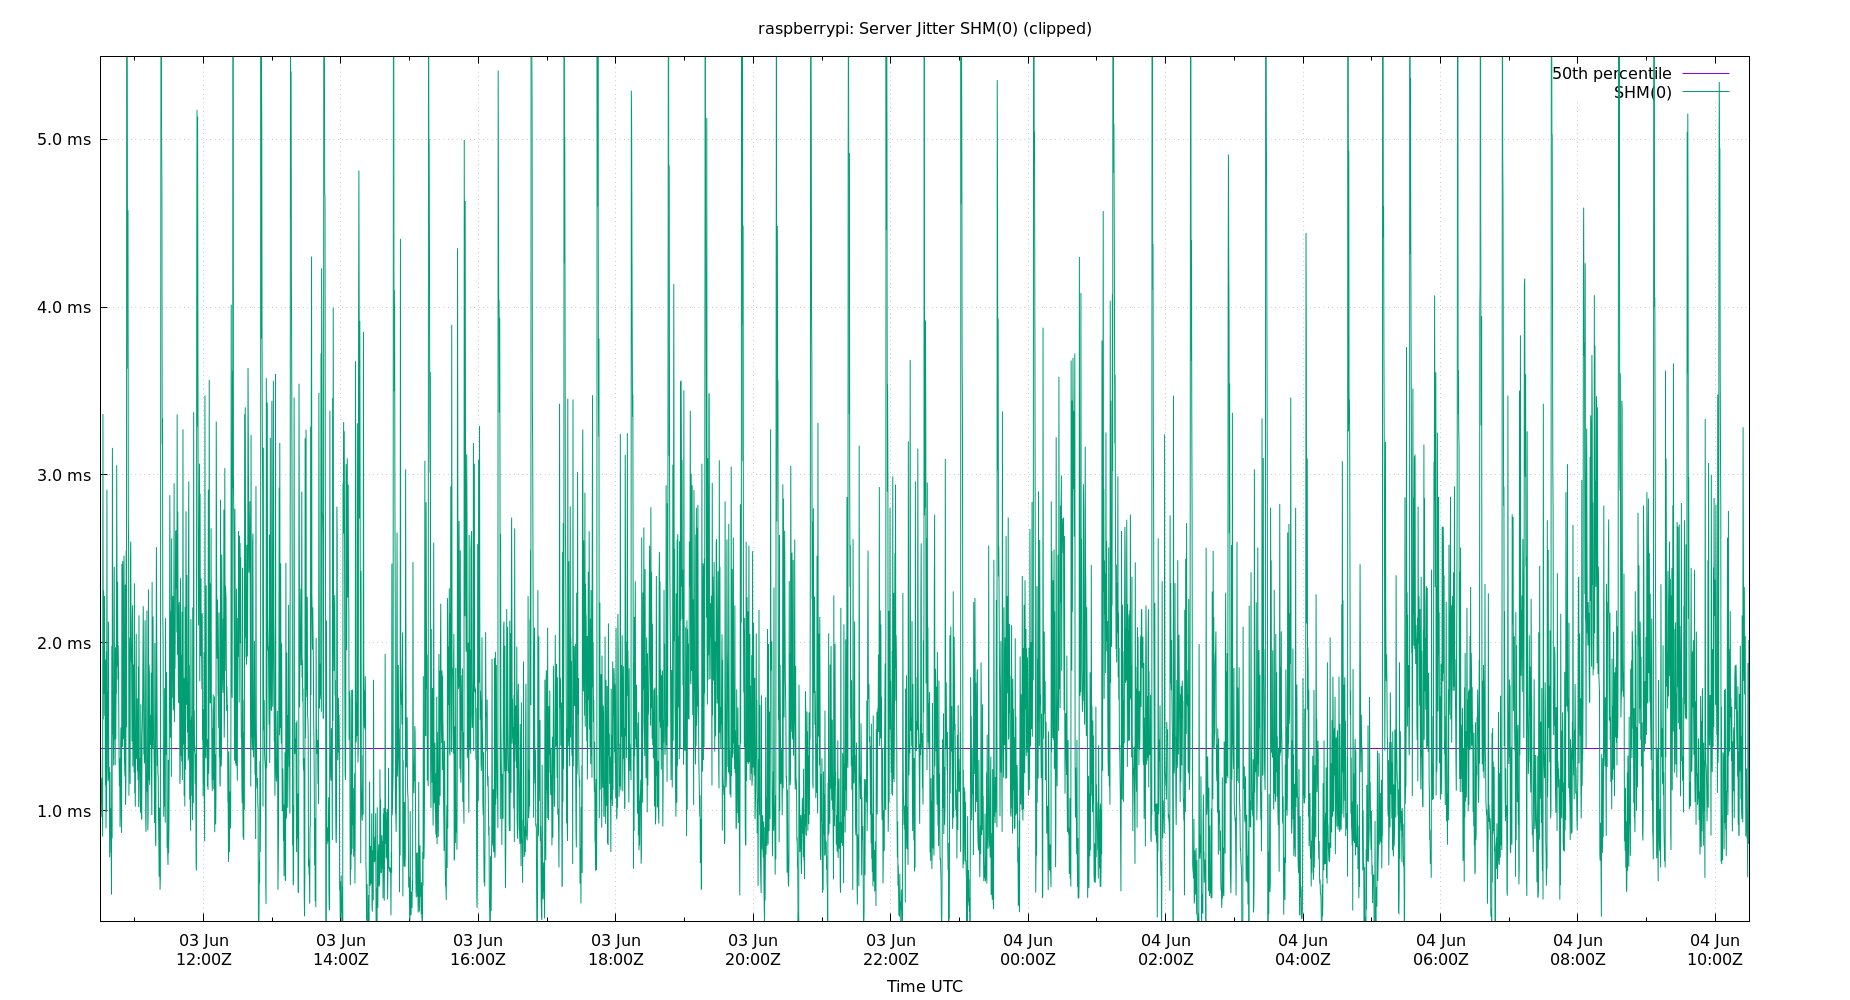 raspberrypi: Server Jitter SHM(0) (clipped)
50th percentile
SHM(0)
5.0 ms
4.0 ms
3.0 ms
2.0 ms
1.0 ms
03 Jun 03 Jun 03 Jun 03 Jun 03 Jun 03 Jun 04 Jun 04 Jun 04 Jun 04 Jun 04 Jun 04 Jun
12:00Z 14:00Z 16:00Z 18:00Z 20:00Z 22:00Z 00:00Z 02:00Z 04:00Z 06:00Z 08:00Z 10:00Z
Time UTC